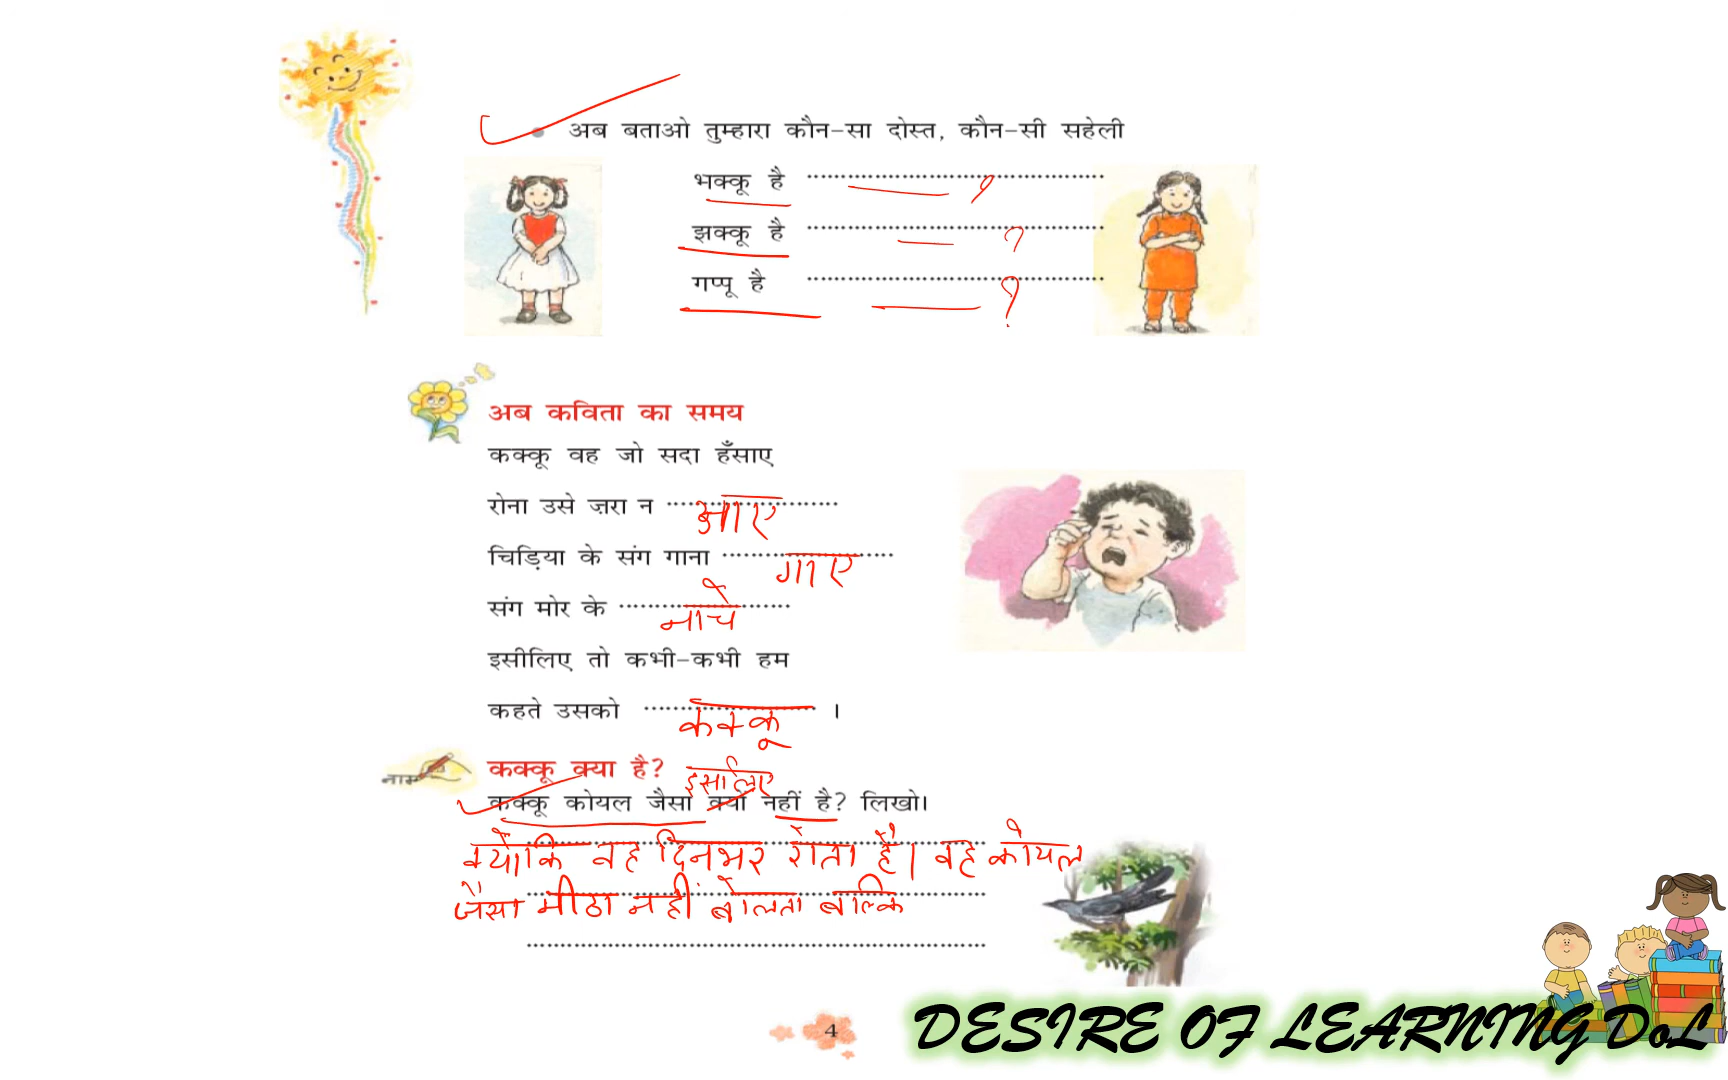 अब बताओ तुम्हारा कौन-सा दोस्त, कौन-सी सहेली
भक्कू है .......................................... ?
झक्कू है .......................................... ?
गप्पू है .......................................... ?
अब कविता का समय
कक्कू वह जो सदा हँसाए
रोना उसे ज़रा न आए
चिड़िया के संग गाना गाए
संग मोर के नाचे
इसीलिए तो कभी-कभी हम
कहते उसको कक्कू ।
नाम
कक्कू क्या है?
इसलिए
कक्कू कोयल जैसा क्यों नहीं है? लिखो।
क्योंकि वह दिनभर रोता है। वह कोयल
जैसा मीठा नहीं बोलता बल्कि
4
DESIRE OF LEARNING DoL